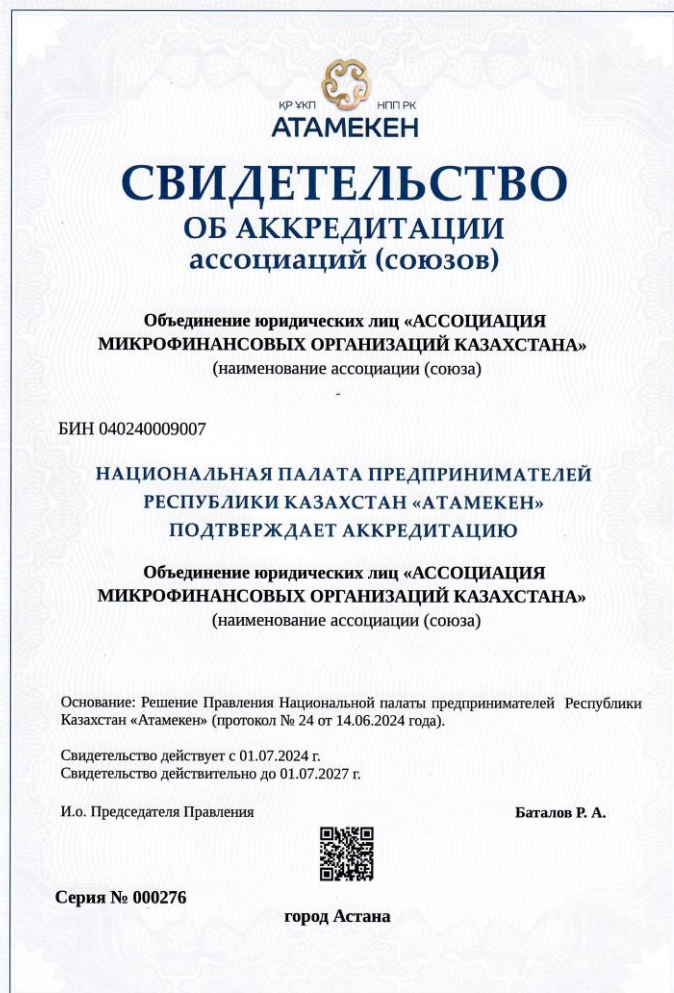 ҚР ҰКП НПП РК
АТАМЕКЕН
СВИДЕТЕЛЬСТВО
ОБ АККРЕДИТАЦИИ
ассоциаций (союзов)
Объединение юридических лиц «АССОЦИАЦИЯ
МИКРОФИНАНСОВЫХ ОРГАНИЗАЦИЙ КАЗАХСТАНА»
(наименование ассоциации (союза)
БИН 040240009007
НАЦИОНАЛЬНАЯ ПАЛАТА ПРЕДПРИНИМАТЕЛЕЙ
РЕСПУБЛИКИ КАЗАХСТАН «АТАМЕКЕН»
ПОДТВЕРЖДАЕТ АККРЕДИТАЦИЮ
Объединение юридических лиц «АССОЦИАЦИЯ
МИКРОФИНАНСОВЫХ ОРГАНИЗАЦИЙ КАЗАХСТАНА»
(наименование ассоциации (союза)
Основание: Решение Правления Национальной палаты предпринимателей Республики
Казахстан «Атамекен» (протокол № 24 от 14.06.2024 года).
Свидетельство действует с 01.07.2024 г.
Свидетельство действительно до 01.07.2027 г.
И.о. Председателя Правления Баталов Р. А.
Серия № 000276
город Астана